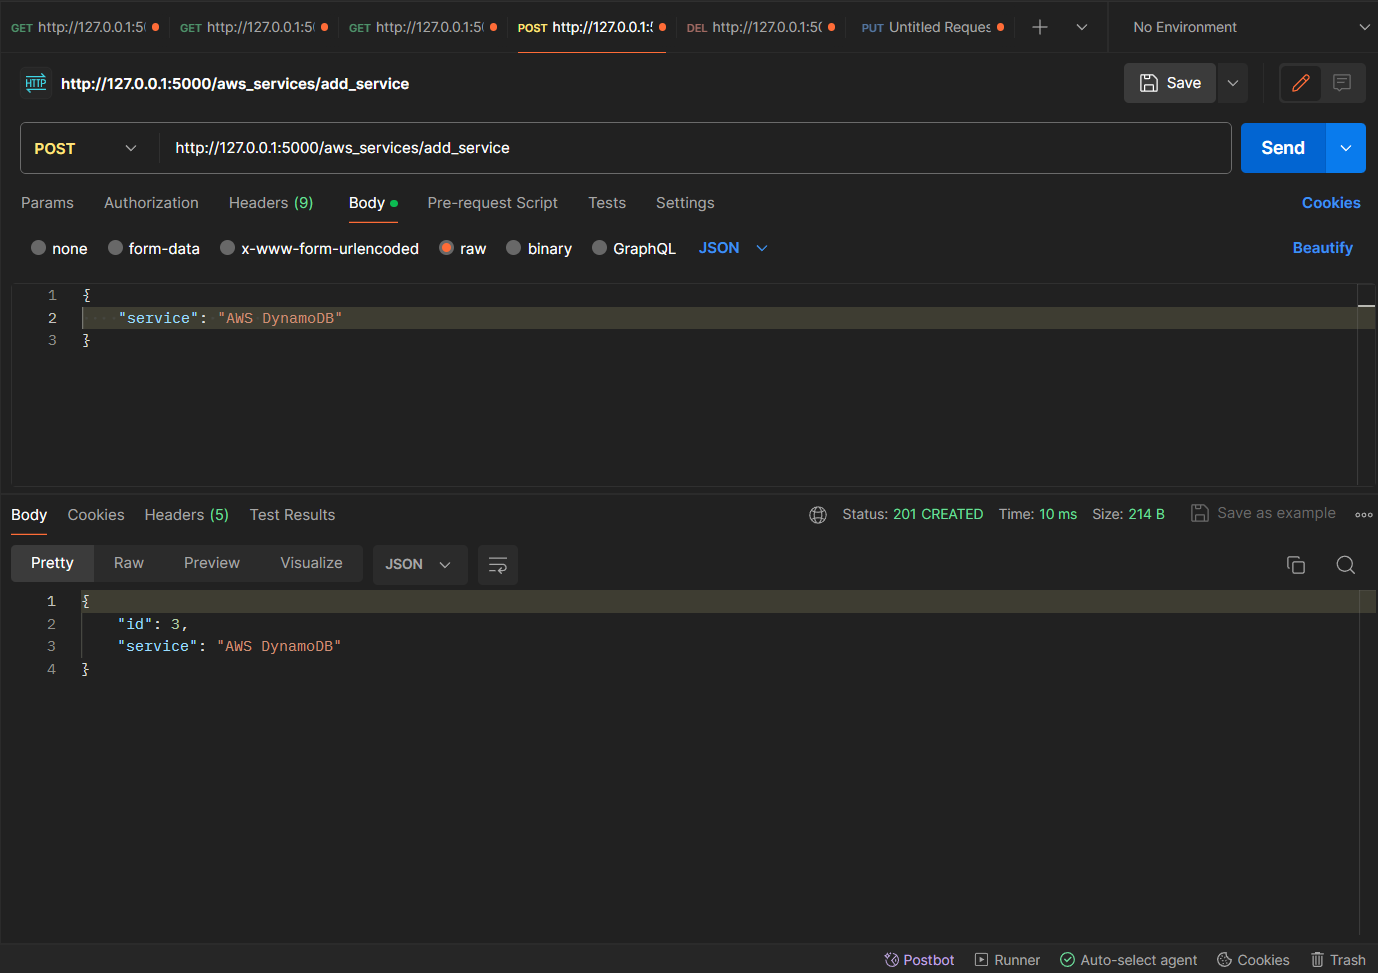 GET http://127.0.0.1:5( GET http://127.0.0.1:5( GET http://127.0.0.1:5( POST http://127.0.0.1:5 DEL http://127.0.0.1:5( PUT Untitled Reques No Environment
HTTP http://127.0.0.1:5000/aws_services/add_service Save
POST http://127.0.0.1:5000/aws_services/add_service Send
Params Authorization Headers (9) Body Pre-request Script Tests Settings Cookies
none form-data x-www-form-urlencoded raw binary GraphQL JSON Beautify
1 {
2 "service": "AWS DynamoDB"
3 }
Body Cookies Headers (5) Test Results Status: 201 CREATED Time: 10 ms Size: 214 B Save as example
Pretty Raw Preview Visualize JSON
1 {
2 "id": 3,
3 "service": "AWS DynamoDB"
4 }
Postbot Runner Auto-select agent Cookies Trash